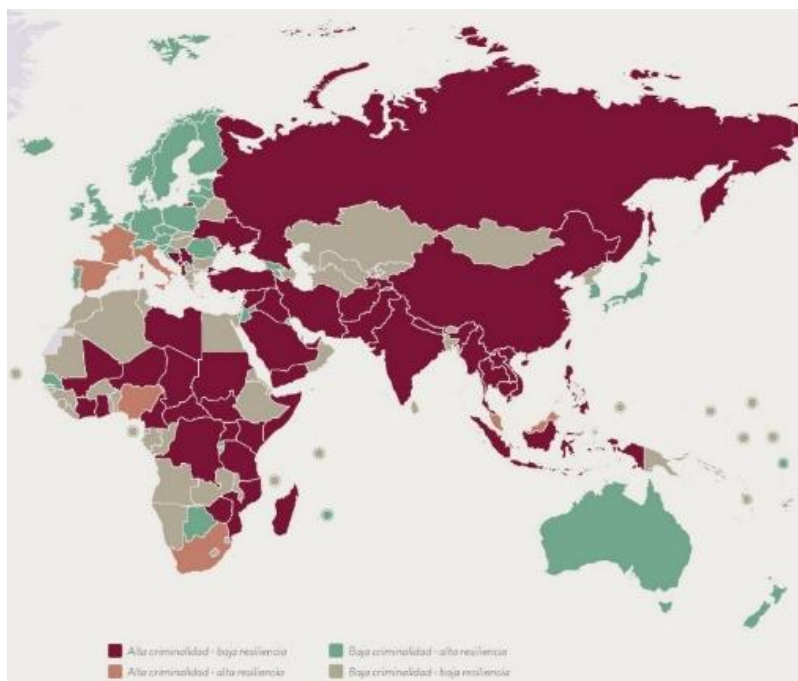 Alta criminalidad - baja resiliencia
Baja criminalidad - alta resiliencia
Alta criminalidad - alta resiliencia
Baja criminalidad - baja resiliencia